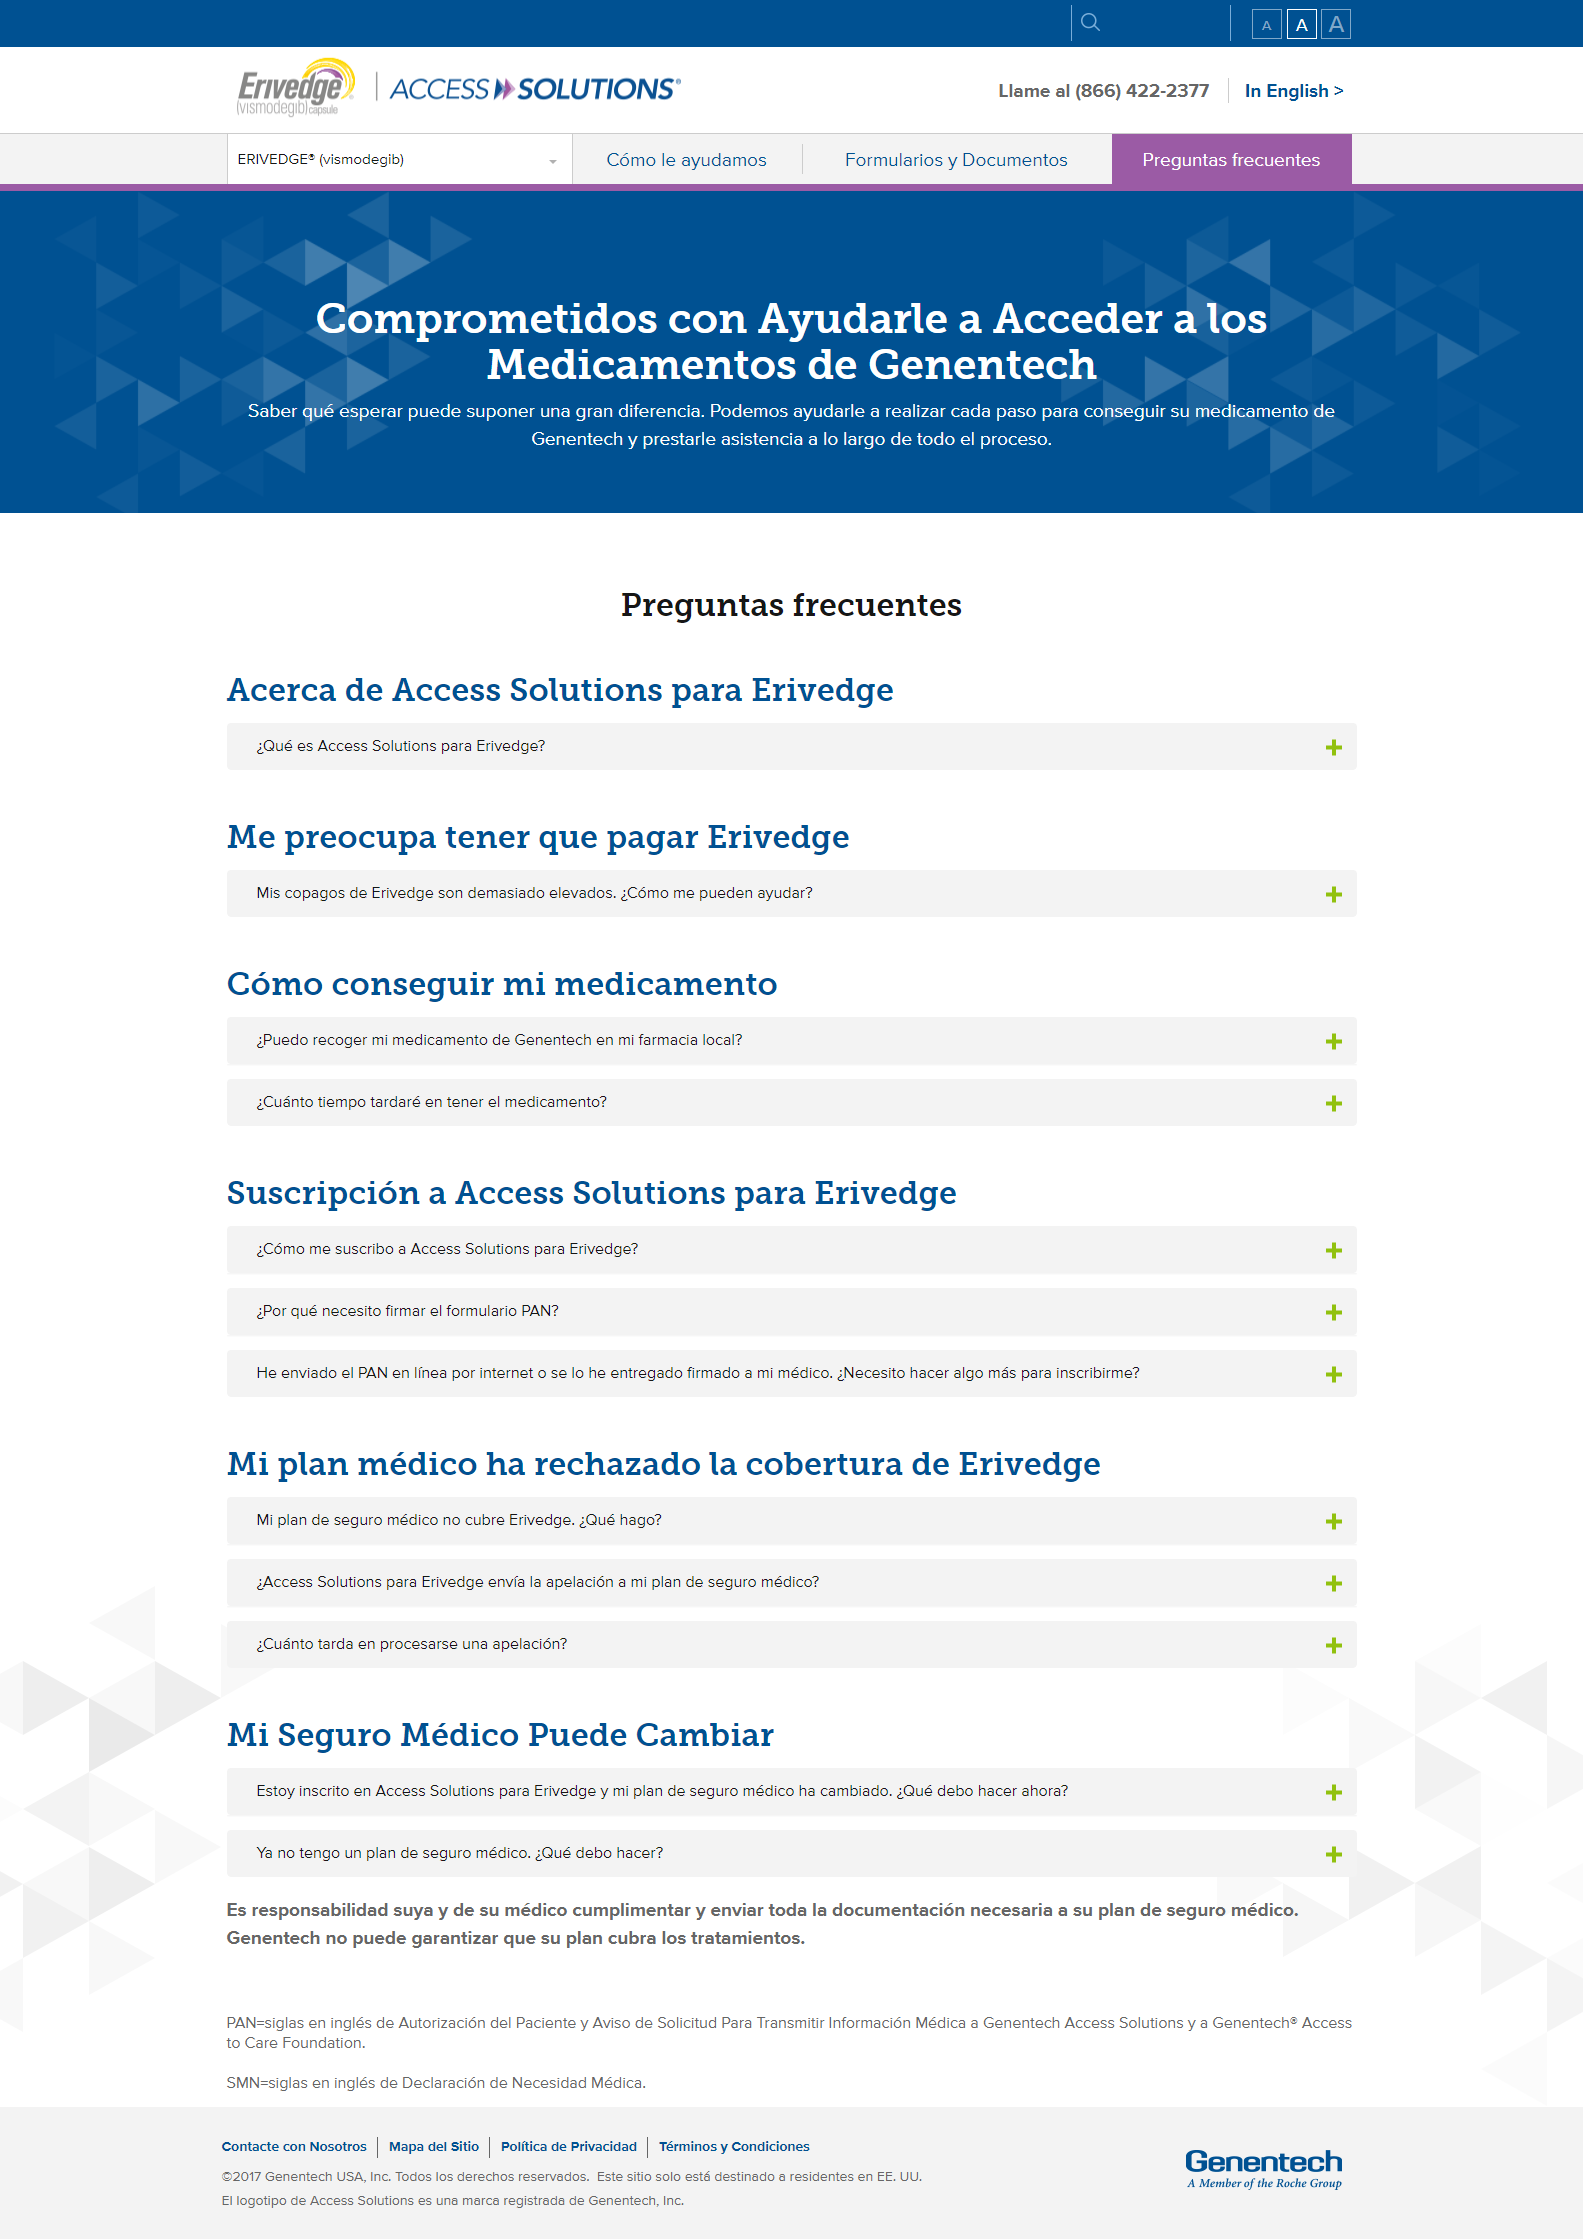 A A A
Erivedge
(vismodegib) capsule
ACCESS SOLUTIONS®
Llame al (866) 422-2377
In English >
ERIVEDGE® (vismodegib)
Cómo le ayudamos
Formularios y Documentos
Preguntas frecuentes
Comprometidos con Ayudarle a Acceder a los
Medicamentos de Genentech
Saber qué esperar puede suponer una gran diferencia. Podemos ayudarle a realizar cada paso para conseguir su medicamento de
Genentech y prestarle asistencia a lo largo de todo el proceso.
Preguntas frecuentes
Acerca de Access Solutions para Erivedge
¿Qué es Access Solutions para Erivedge?
Me preocupa tener que pagar Erivedge
Mis copagos de Erivedge son demasiado elevados. ¿Cómo me pueden ayudar?
Cómo conseguir mi medicamento
¿Puedo recoger mi medicamento de Genentech en mi farmacia local?
¿Cuánto tiempo tardaré en tener el medicamento?
Suscripción a Access Solutions para Erivedge
¿Cómo me suscribo a Access Solutions para Erivedge?
¿Por qué necesito firmar el formulario PAN?
He enviado el PAN en línea por internet o se lo he entregado firmado a mi médico. ¿Necesito hacer algo más para inscribirme?
Mi plan médico ha rechazado la cobertura de Erivedge
Mi plan de seguro médico no cubre Erivedge. ¿Qué hago?
¿Access Solutions para Erivedge envía la apelación a mi plan de seguro médico?
¿Cuánto tarda en procesarse una apelación?
Mi Seguro Médico Puede Cambiar
Estoy inscrito en Access Solutions para Erivedge y mi plan de seguro médico ha cambiado. ¿Qué debo hacer ahora?
Ya no tengo un plan de seguro médico. ¿Qué debo hacer?
Es responsabilidad suya y de su médico cumplimentar y enviar toda la documentación necesaria a su plan de seguro médico.
Genentech no puede garantizar que su plan cubra los tratamientos.
PAN=siglas en inglés de Autorización del Paciente y Aviso de Solicitud Para Transmitir Información Médica a Genentech Access Solutions y a Genentech® Access
to Care Foundation.
SMN=siglas en inglés de Declaración de Necesidad Médica.
Contacte con Nosotros
Mapa del Sitio
Política de Privacidad
Términos y Condiciones
©2017 Genentech USA, Inc. Todos los derechos reservados. Este sitio solo está destinado a residentes en EE. UU.
El logotipo de Access Solutions es una marca registrada de Genentech, Inc.
Genentech
A Member of the Roche Group